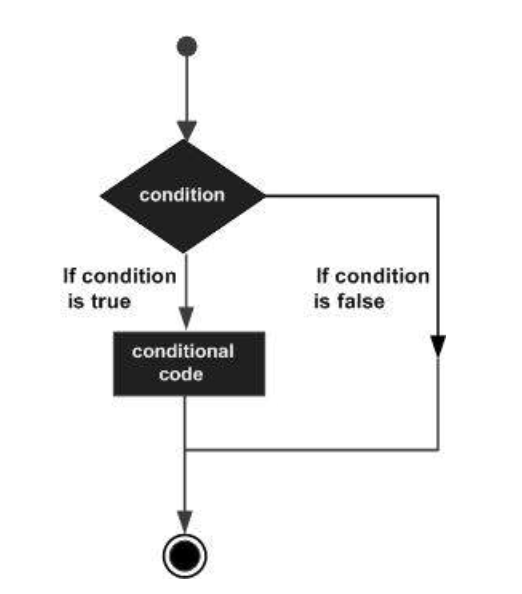 condition
If condition
is true
If condition
is false
conditional
code